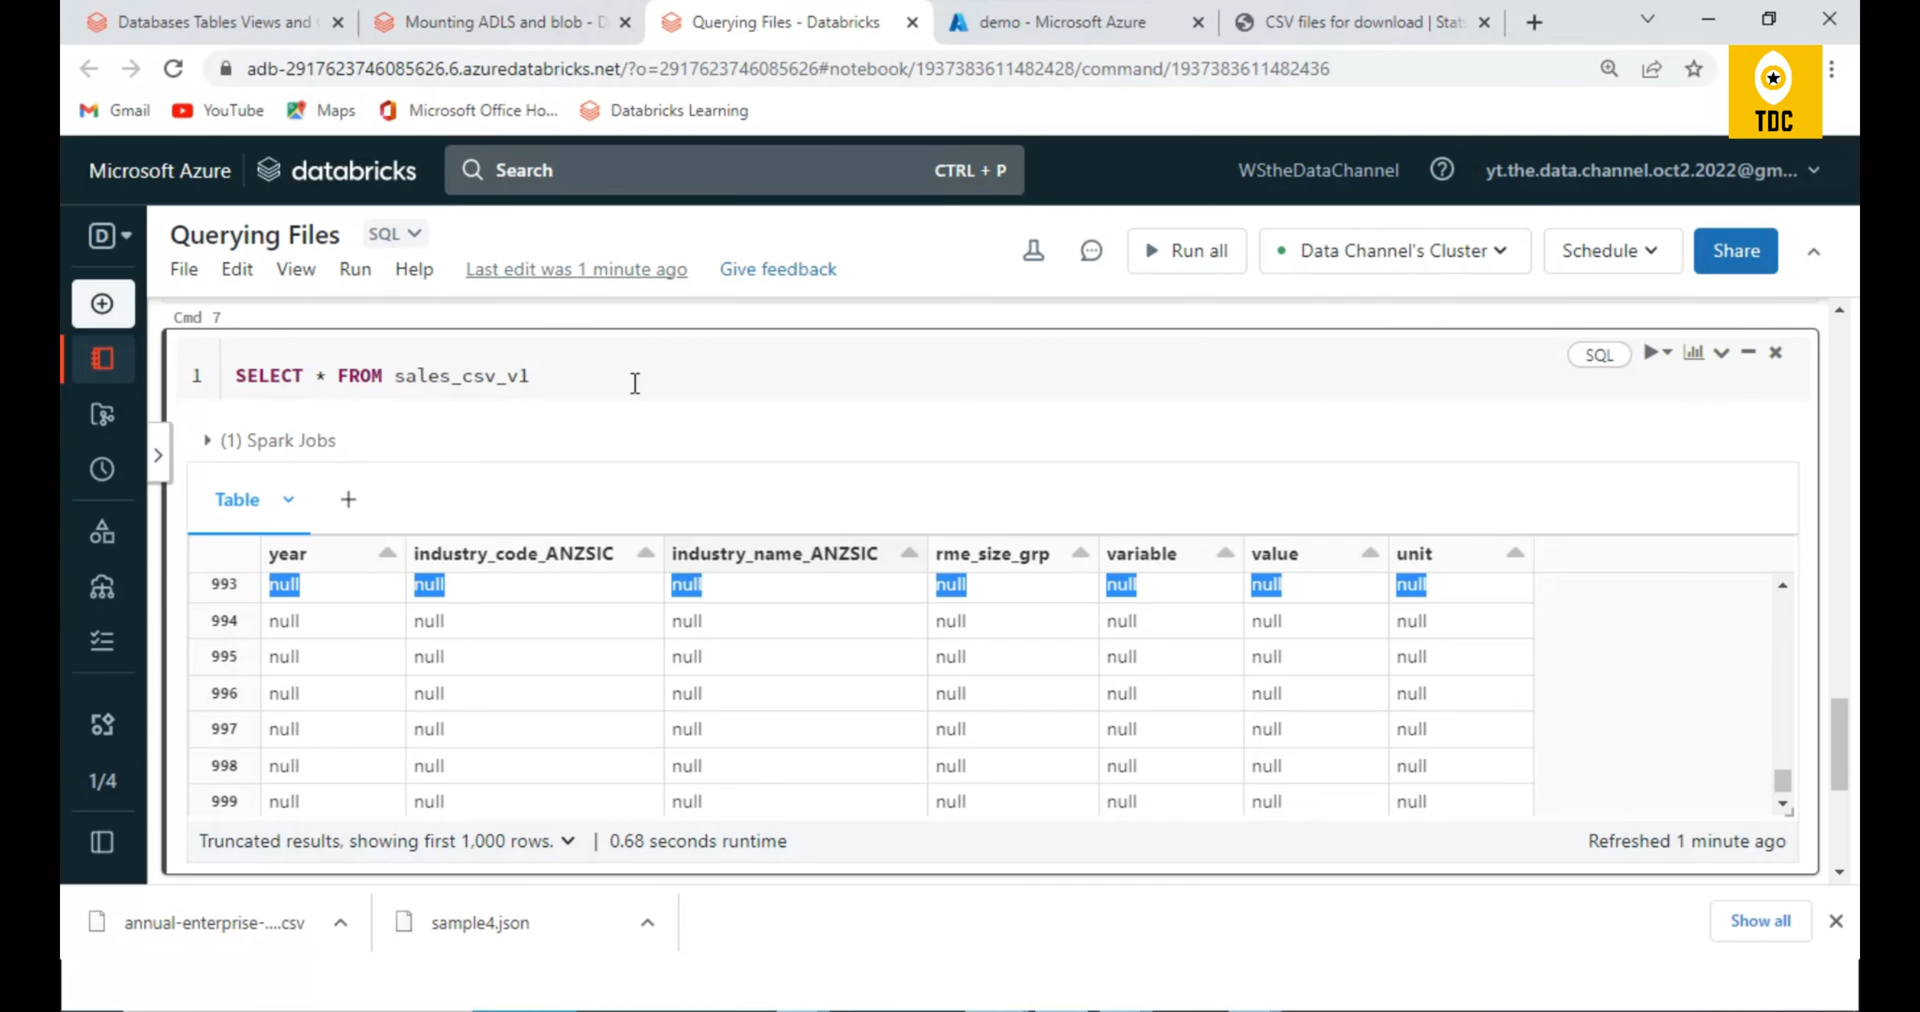 Databases Tables Views and
Mounting ADLS and blob - D
Querying Files - Databricks
demo - Microsoft Azure
CSV files for download | Stat
adb-2917623746085626.6.azuredatabricks.net/?o=2917623746085626#notebook/1937383611482428/command/1937383611482436
TDC
Gmail
YouTube
Maps
Microsoft Office Ho...
Databricks Learning
Microsoft Azure
databricks
Search
CTRL + P
WStheDataChannel
yt.the.data.channel.oct2.2022@gm...
D
Querying Files
SQL
File
Edit
View
Run
Help
Last edit was 1 minute ago
Give feedback
Run all
Data Channel's Cluster
Schedule
Share
Cmd 7
1
SELECT * FROM sales_csv_v1
SQL
(1) Spark Jobs
Table
year industry_code_ANZSIC industry_name_ANZSIC rme_size_grp variable value unit
993 null null null null null null null
994 null null null null null null null
995 null null null null null null null
996 null null null null null null null
997 null null null null null null null
998 null null null null null null null
999 null null null null null null null
Truncated results, showing first 1,000 rows. | 0.68 seconds runtime
Refreshed 1 minute ago
1/4
annual-enterprise-....csv
sample4.json
Show all